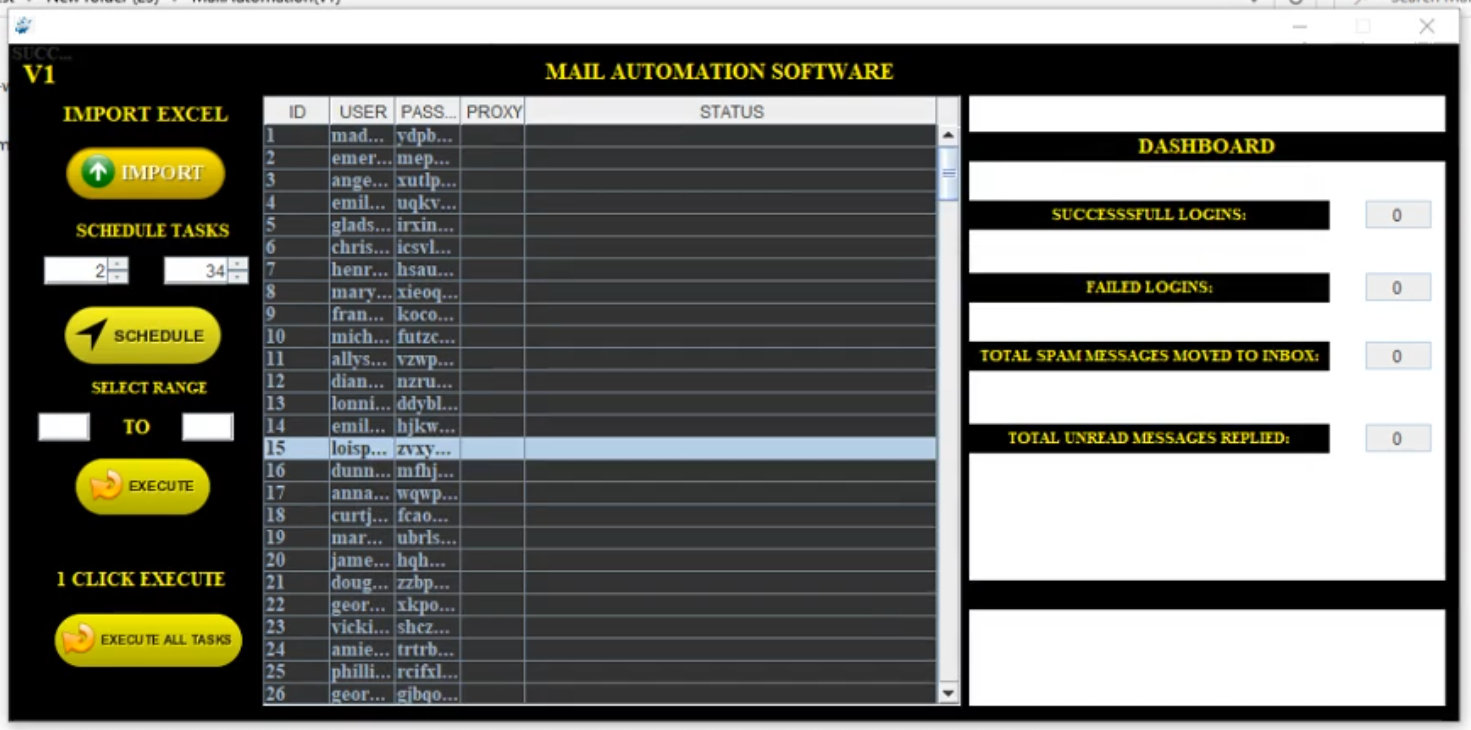 New folder (29) MailAutomation(V1)
SUCC...
V1
MAIL AUTOMATION SOFTWARE
IMPORT EXCEL
IMPORT
SCHEDULE TASKS
2 34
SCHEDULE
SELECT RANGE
TO
EXECUTE
1 CLICK EXECUTE
EXECUTE ALL TASKS
ID USER PASS... PROXY STATUS
1 mad... ydpb...
2 emer... mep...
3 ange... xutlp...
4 emil... uqkv...
5 glads... irxin...
6 chris... icsvl...
7 henr... hsau...
8 mary... xieoq...
9 fran... koco...
10 mich... futzc...
11 allys... vzwp...
12 dian... nzru...
13 lonni... ddybl...
14 emil... hjkw...
15 loisp... zvxy...
16 dunn... mfhj...
17 anna... wqwp...
18 curtj... fcao...
19 mar... ubrls...
20 jame... hqh...
21 doug... zzbp...
22 geor... xkpo...
23 vicki... shcz...
24 amie... trtrb...
25 philli... rcifxl...
26 geor... gjbqo...
DASHBOARD
SUCCESSSFULL LOGINS: 0
FAILED LOGINS: 0
TOTAL SPAM MESSAGES MOVED TO INBOX: 0
TOTAL UNREAD MESSAGES REPLIED: 0